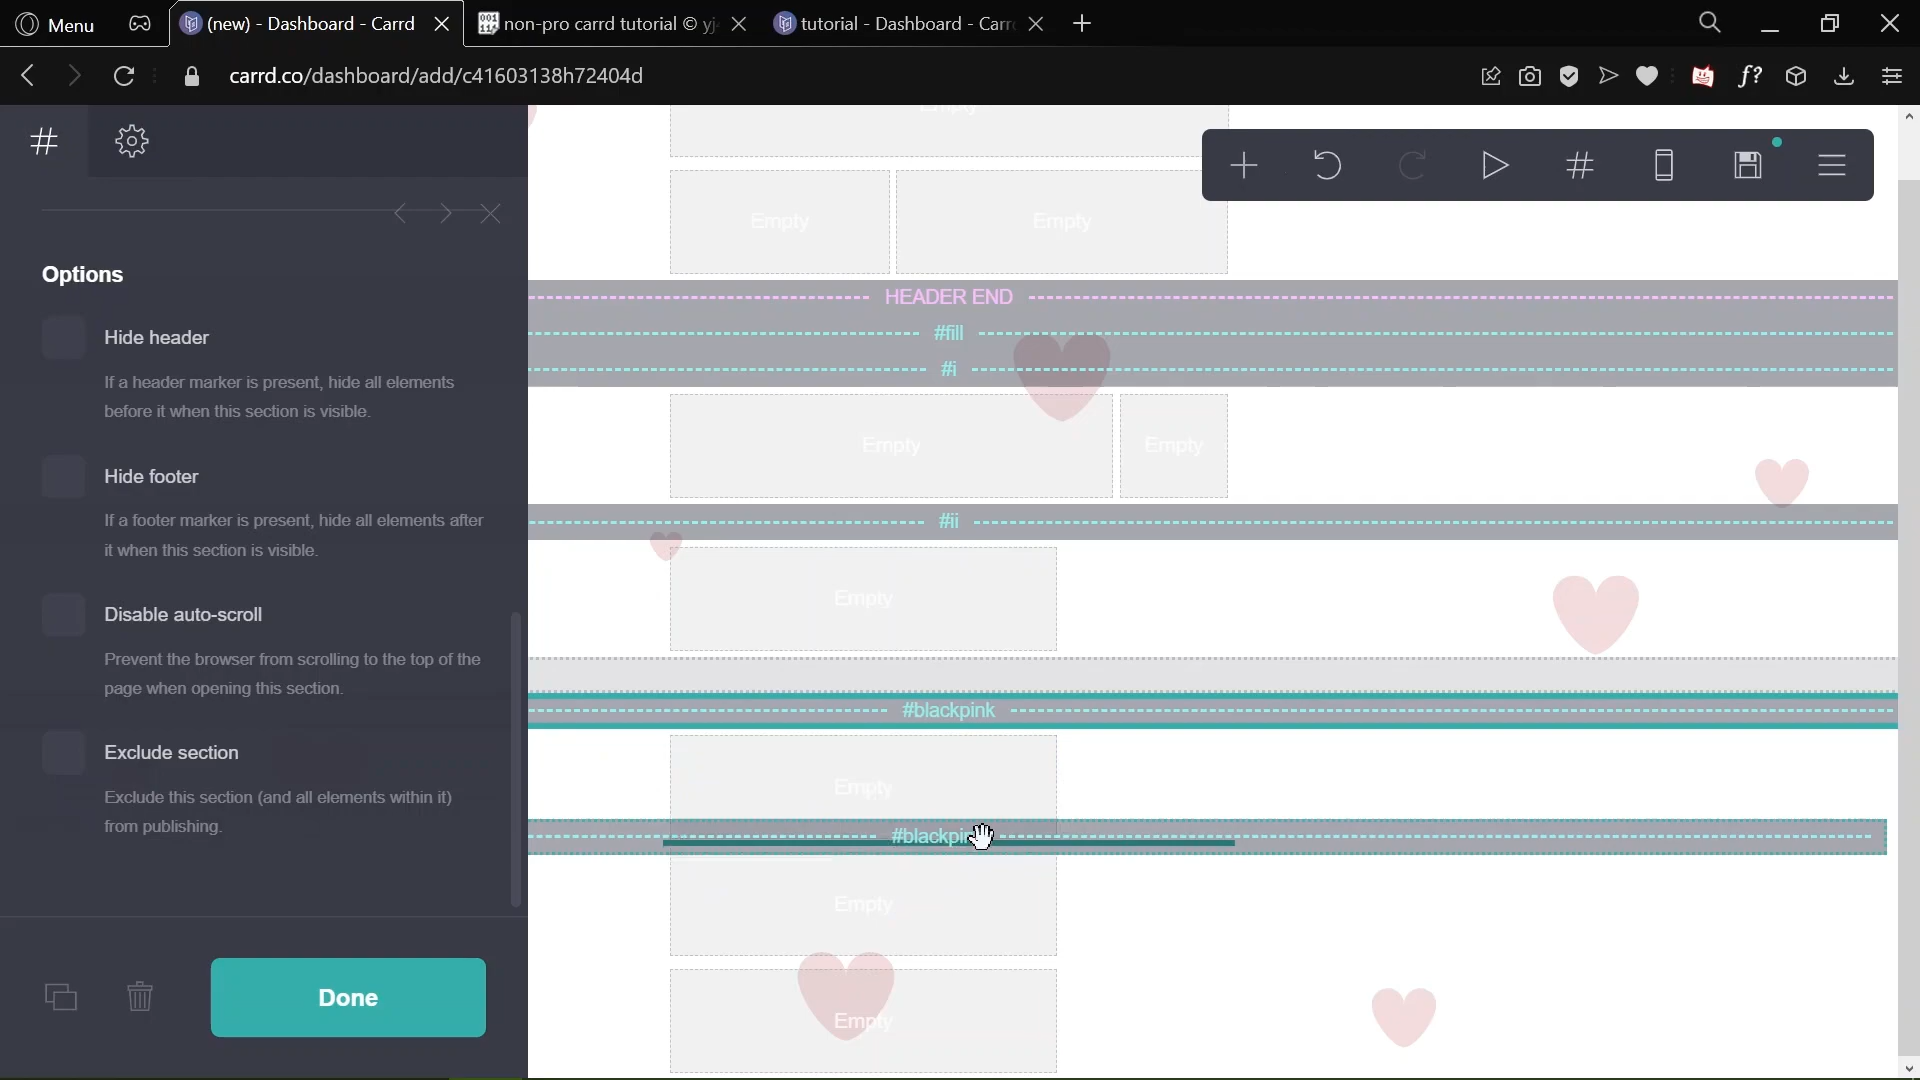 Menu
(new) - Dashboard - Carrd
non-pro carrd tutorial © yj
tutorial - Dashboard - Carr
carrd.co/dashboard/add/c41603138h72404d
Options
Hide header
If a header marker is present, hide all elements
before it when this section is visible.
Hide footer
If a footer marker is present, hide all elements after
it when this section is visible.
Disable auto-scroll
Prevent the browser from scrolling to the top of the
page when opening this section.
Exclude section
Exclude this section (and all elements within it)
from publishing.
Done
Empty
Empty
Empty
HEADER END
#fill
#i
Empty
Empty
#ii
Empty
#blackpink
Empty
#blackpin
Empty
Empty